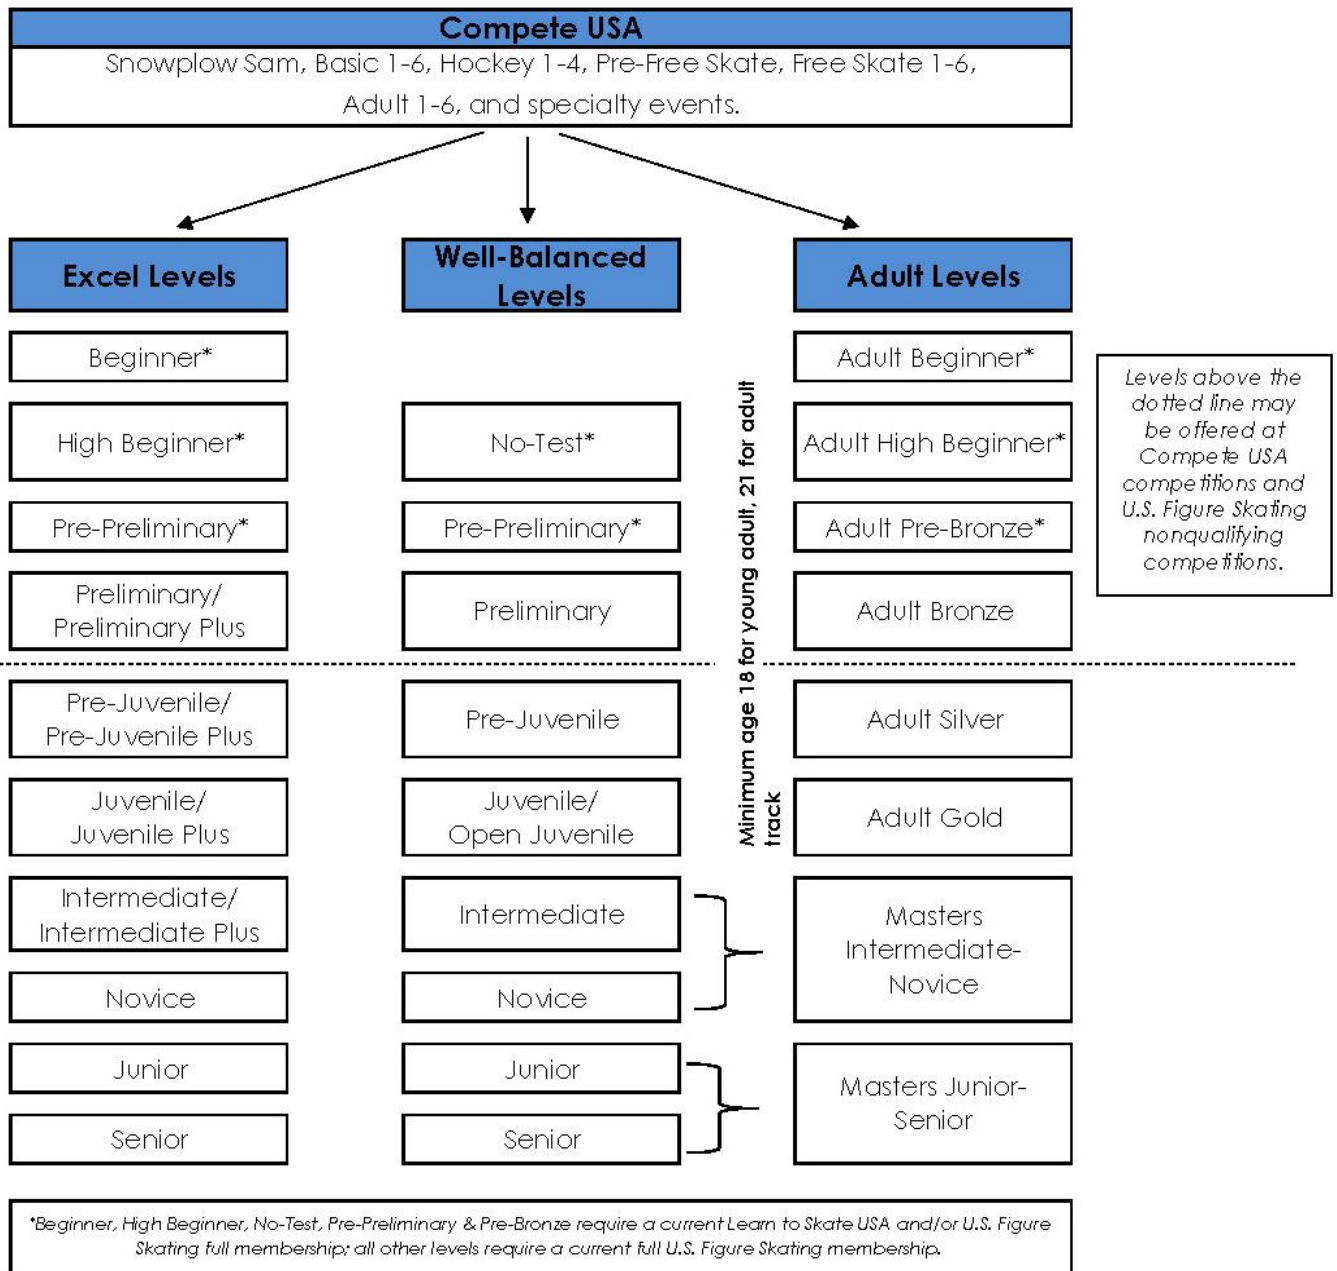 Compete USA
Snowplow Sam, Basic 1-6, Hockey 1-4, Pre-Free Skate, Free Skate 1-6,
Adult 1-6, and specialty events.
Excel Levels
Beginner*
High Beginner*
Pre-Preliminary*
Preliminary/
Preliminary Plus
Pre-Juvenile/
Pre-Juvenile Plus
Juvenile/
Juvenile Plus
Intermediate/
Intermediate Plus
Novice
Junior
Senior
Well-Balanced
Levels
No-Test*
Pre-Preliminary*
Preliminary
Pre-Juvenile
Juvenile/
Open Juvenile
Intermediate
Novice
Junior
Senior
Minimum age 18 for young adult, 21 for adult
track
Adult Levels
Adult Beginner*
Adult High Beginner*
Adult Pre-Bronze*
Adult Bronze
Adult Silver
Adult Gold
Masters
Intermediate-
Novice
Masters Junior-
Senior
Levels above the
dotted line may
be offered at
Compete USA
competitions and
U.S. Figure Skating
nonqualifying
competitions.
*Beginner, High Beginner, No-Test, Pre-Preliminary & Pre-Bronze require a current Learn to Skate USA and/or U.S. Figure
Skating full membership; all other levels require a current full U.S. Figure Skating membership.